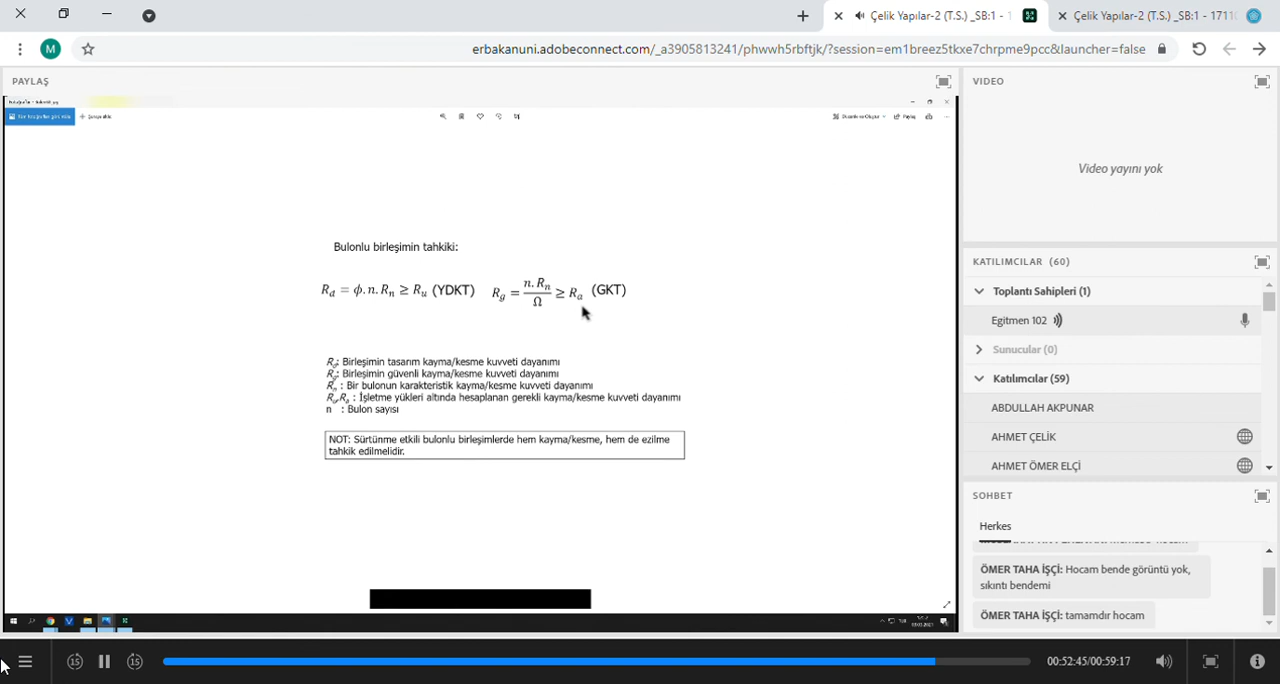 Çelik Yapılar-2 (T.S.) _SB:1 - 1
Çelik Yapılar-2 (T.S.) _SB:1 - 1711
M
erbakanuni.adobeconnect.com/_a3905813241/phwwh5rbftjk/?session=em1breez5tkxe7chrpme9pcc&launcher=false
PAYLAŞ
Paylaş
Bulonlu birleşimin tahkiki:
R_d = ϕ.n.R_n ≥ R_u (YDKT) R_g = n.R_n / Ω ≥ R_a (GKT)
R_d: Birleşimin tasarım kayma/kesme kuvveti dayanımı
R_g: Birleşimin güvenli kayma/kesme kuvveti dayanımı
R_n : Bir bulonun karakteristik kayma/kesme kuvveti dayanımı
R_u,R_a : İşletme yükleri altında hesaplanan gerekli kayma/kesme kuvveti dayanımı
n : Bulon sayısı
NOT: Sürtünme etkili bulonlu birleşimlerde hem kayma/kesme, hem de ezilme
tahkik edilmelidir.
VIDEO
Video yayını yok
KATILIMCILAR (60)
Toplantı Sahipleri (1)
Egitmen 102
Sunucular (0)
Katılımcılar (59)
ABDULLAH AKPUNAR
AHMET ÇELİK
AHMET ÖMER ELÇİ
SOHBET
Herkes
ÖMER TAHA İŞÇİ: Hocam bende görüntü yok,
sıkıntı bendemi
ÖMER TAHA İŞÇİ: tamamdır hocam
15
15
00:52:45/00:59:17